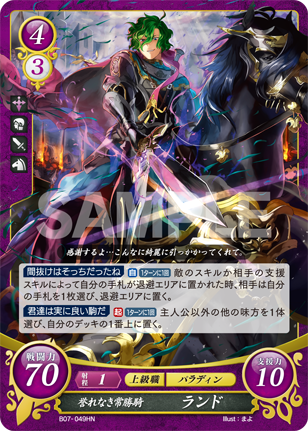 4
3
SAMPLE
感謝するよ…こんなに綺麗に引っかかってくれて。
間抜けはそっちだったね 自 1ターンに1回 敵のスキルか相手の支援
スキルによって自分の手札が退避エリアに置かれた時、相手は自分
の手札を1枚選び、退避エリアに置く。
君達は実に良い駒だ 起 1ターンに1回 主人公以外の他の味方を1体
選び、自分のデッキの1番上に置く。
戦闘力 70
射程 1 上級職 パラディン
支援力 10
誉れなき常勝騎 ランド
B07-049HN
Illust：まよ